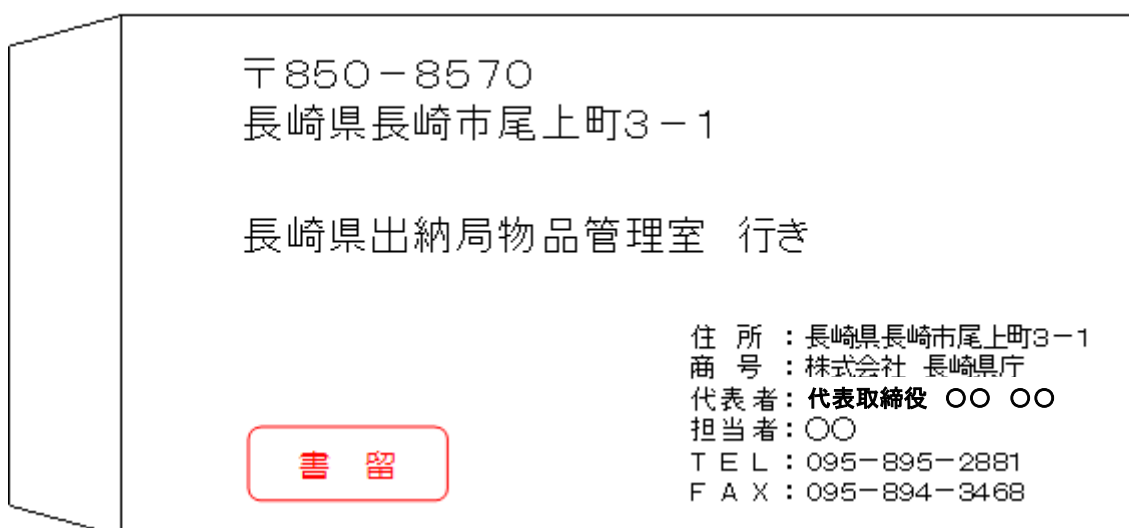 〒850－8570
長崎県長崎市尾上町3－1
長崎県出納局物品管理室　行き
住　所　：長崎県長崎市尾上町3－1
商　号　：株式会社　長崎県庁
代表者：代表取締役　○○　○○
担当者：○○
ＴＥＬ：095－895－2881
ＦＡＸ：095－894－3468
書　留